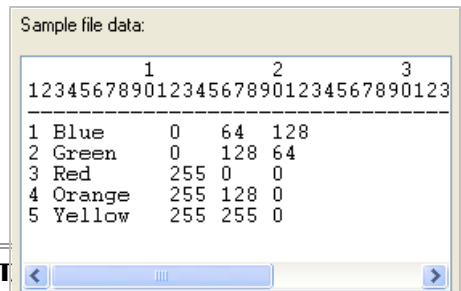 Sample file data:
         1         2         3
123456789012345678901234567890123
1 Blue     0   64  128
2 Green    0   128 64
3 Red      255 0   0
4 Orange   255 128 0
5 Yellow   255 255 0